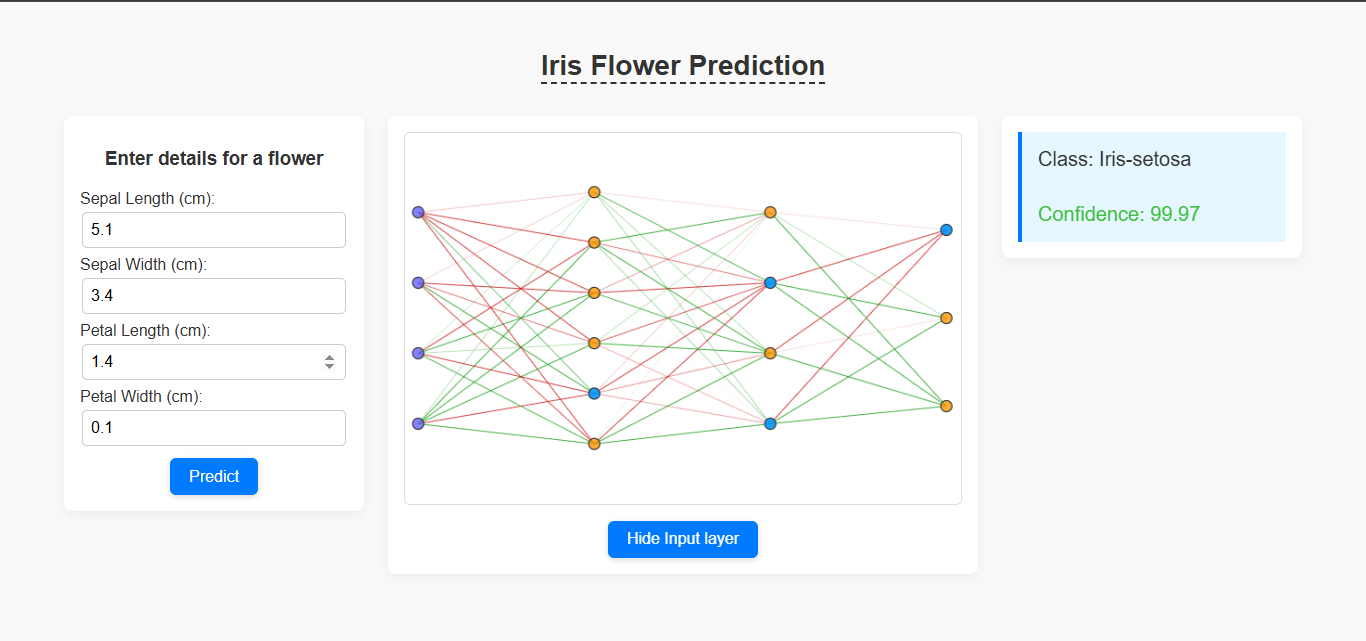 Iris Flower Prediction
Enter details for a flower
Sepal Length (cm):
5.1
Sepal Width (cm):
3.4
Petal Length (cm):
1.4
Petal Width (cm):
0.1
Predict
Hide Input layer
Class: Iris-setosa
Confidence: 99.97